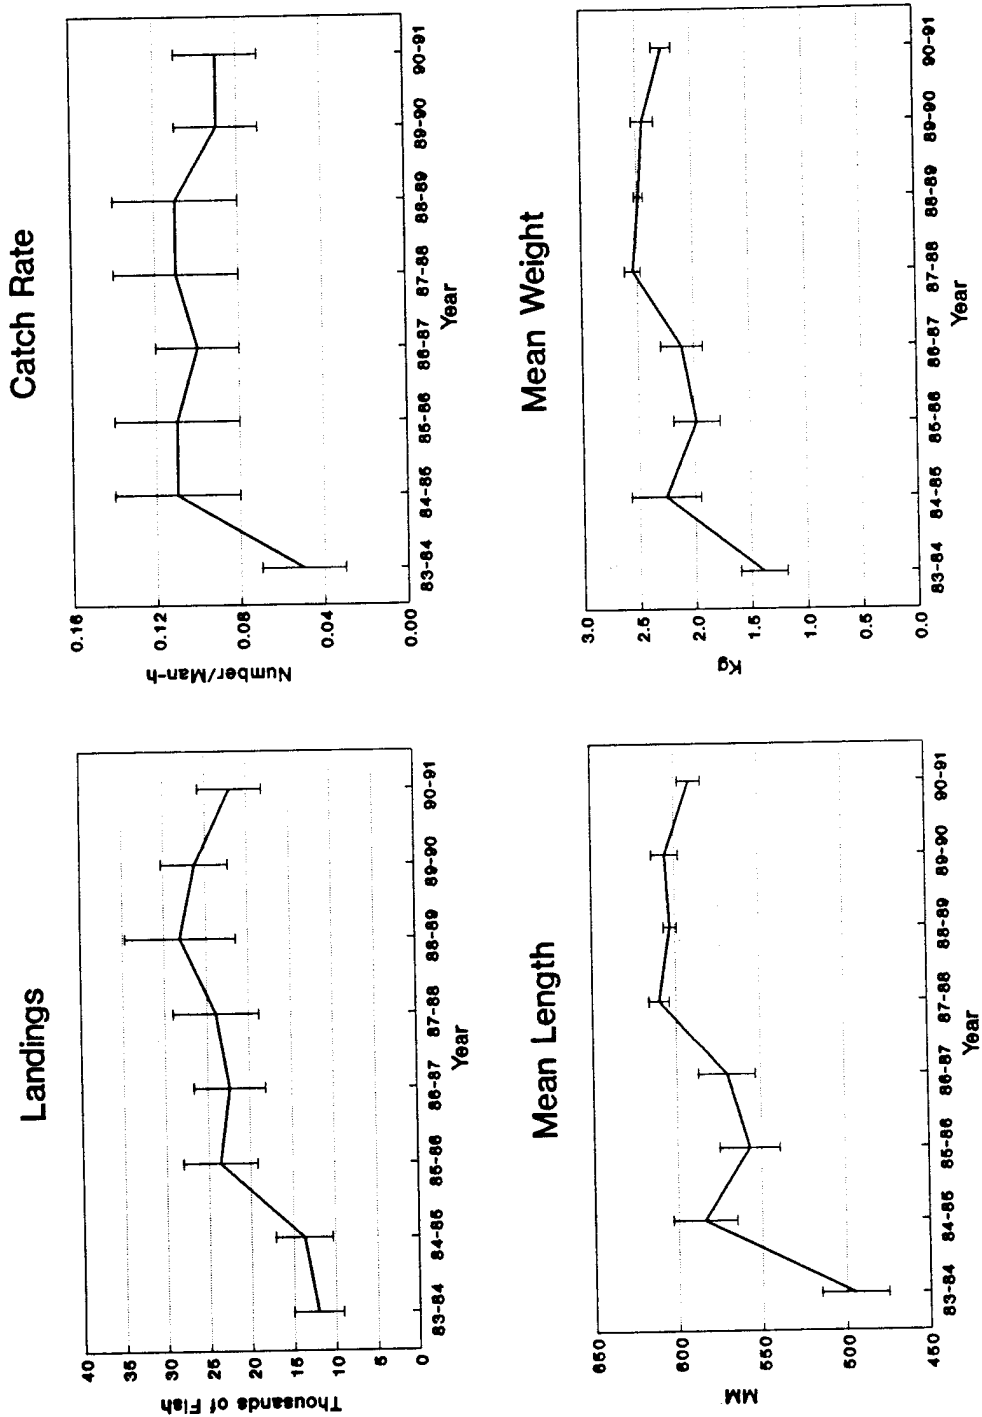 Landings
Thousands of Fish
40
35
30
25
20
15
10
5
0
83-84 84-85 85-86 86-87 87-88 88-89 89-90 90-91
Year
Catch Rate
Number/Man-h
0.16
0.12
0.08
0.04
0.00
83-84 84-85 85-86 86-87 87-88 88-89 89-90 90-91
Year
Mean Length
MM
650
600
550
500
450
83-84 84-85 85-86 86-87 87-88 88-89 89-90 90-91
Year
Mean Weight
Kg
3.0
2.5
2.0
1.5
1.0
0.5
0.0
83-84 84-85 85-86 86-87 87-88 88-89 89-90 90-91
Year